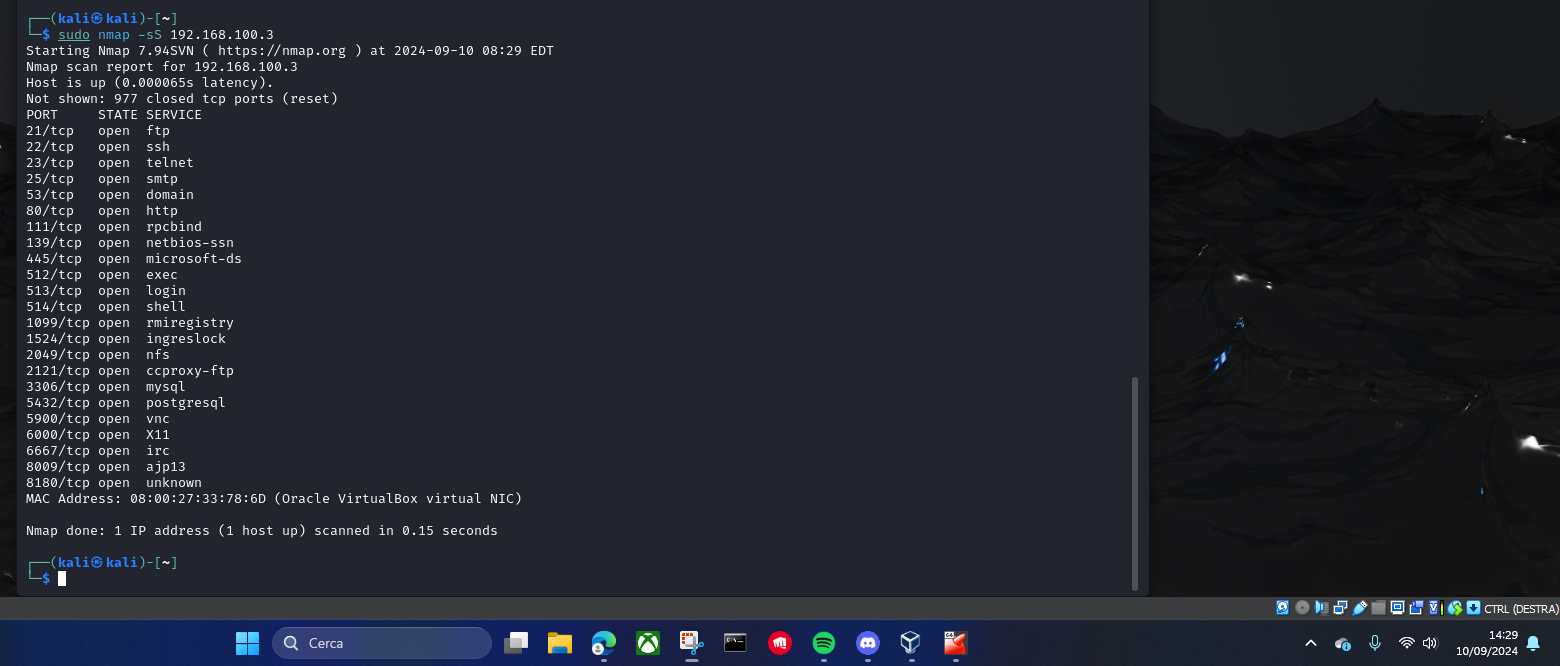 ┌──(kali㉿kali)-[~]
└─$ sudo nmap -sS 192.168.100.3
Starting Nmap 7.94SVN ( https://nmap.org ) at 2024-09-10 08:29 EDT
Nmap scan report for 192.168.100.3
Host is up (0.000065s latency).
Not shown: 977 closed tcp ports (reset)
PORT     STATE SERVICE
21/tcp   open  ftp
22/tcp   open  ssh
23/tcp   open  telnet
25/tcp   open  smtp
53/tcp   open  domain
80/tcp   open  http
111/tcp  open  rpcbind
139/tcp  open  netbios-ssn
445/tcp  open  microsoft-ds
512/tcp  open  exec
513/tcp  open  login
514/tcp  open  shell
1099/tcp open  rmiregistry
1524/tcp open  ingreslock
2049/tcp open  nfs
2121/tcp open  ccproxy-ftp
3306/tcp open  mysql
5432/tcp open  postgresql
5900/tcp open  vnc
6000/tcp open  X11
6667/tcp open  irc
8009/tcp open  ajp13
8180/tcp open  unknown
MAC Address: 08:00:27:33:78:6D (Oracle VirtualBox virtual NIC)
Nmap done: 1 IP address (1 host up) scanned in 0.15 seconds
┌──(kali㉿kali)-[~]
└─$
CTRL (DESTRA)
Cerca
14:29
10/09/2024